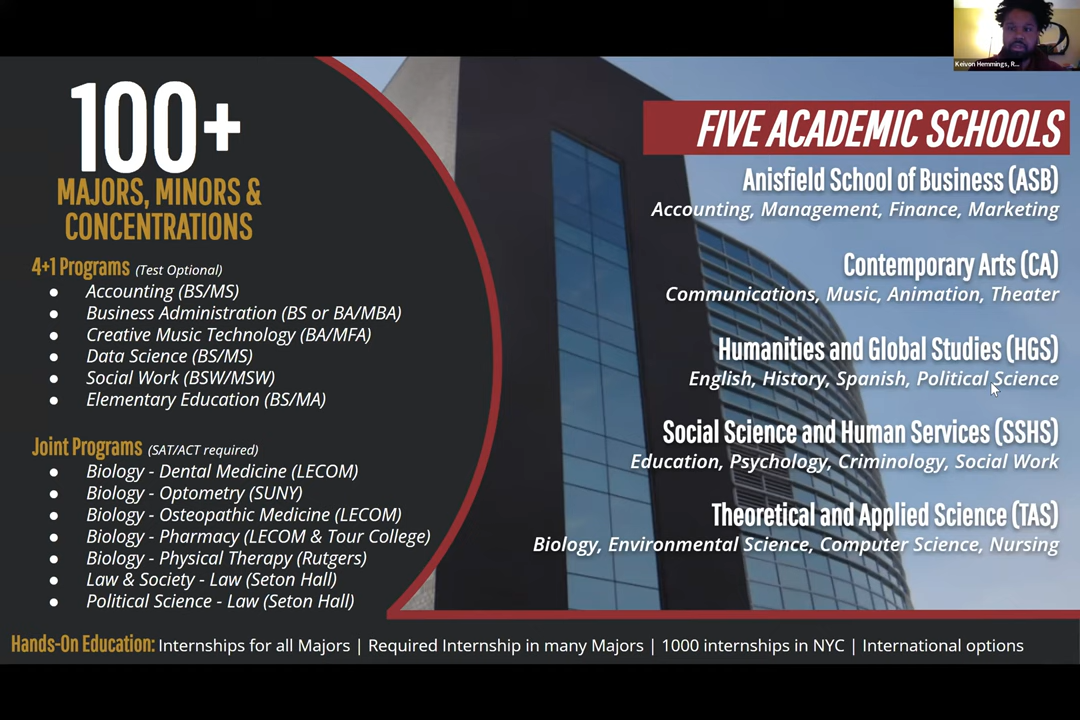 Keivon Hemmings, R...
100+
MAJORS, MINORS &
CONCENTRATIONS
4+1 Programs (Test Optional)
● Accounting (BS/MS)
● Business Administration (BS or BA/MBA)
● Creative Music Technology (BA/MFA)
● Data Science (BS/MS)
● Social Work (BSW/MSW)
● Elementary Education (BS/MA)
Joint Programs (SAT/ACT required)
● Biology - Dental Medicine (LECOM)
● Biology - Optometry (SUNY)
● Biology - Osteopathic Medicine (LECOM)
● Biology - Pharmacy (LECOM & Tour College)
● Biology - Physical Therapy (Rutgers)
● Law & Society - Law (Seton Hall)
● Political Science - Law (Seton Hall)
FIVE ACADEMIC SCHOOLS
Anisfield School of Business (ASB)
Accounting, Management, Finance, Marketing
Contemporary Arts (CA)
Communications, Music, Animation, Theater
Humanities and Global Studies (HGS)
English, History, Spanish, Political Science
Social Science and Human Services (SSHS)
Education, Psychology, Criminology, Social Work
Theoretical and Applied Science (TAS)
Biology, Environmental Science, Computer Science, Nursing
Hands-On Education: Internships for all Majors | Required Internship in many Majors | 1000 internships in NYC | International options